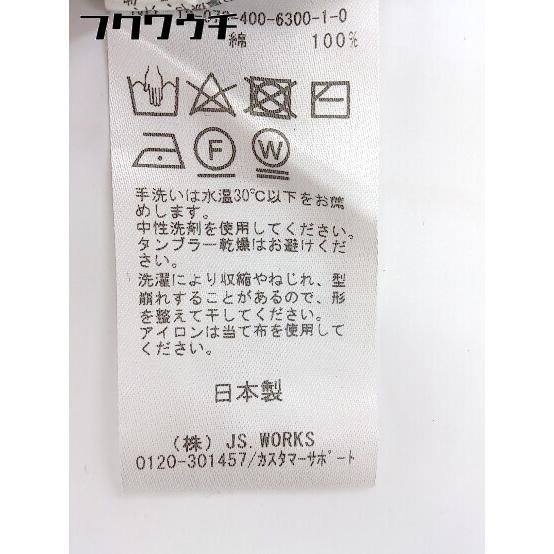 フクウウチ
400-6300-1-0
綿 100%
F W
手洗いは水温30℃以下をお薦
めします。
中性洗剤を使用してください。
タンブラー乾燥はお避けくだ
さい。
洗濯により収縮やねじれ、型
崩れすることがあるので、形
を整えて干してください。
アイロンは当て布を使用して
ください。
日本製
(株) JS. WORKS
0120-301457/カスタマーサポート